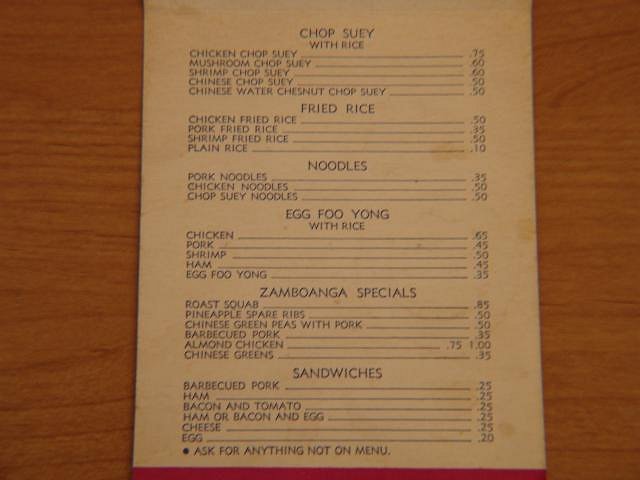 CHOP SUEY
WITH RICE
CHICKEN CHOP SUEY .75
MUSHROOM CHOP SUEY .60
SHRIMP CHOP SUEY .60
CHINESE CHOP SUEY .50
CHINESE WATER CHESNUT CHOP SUEY .50
FRIED RICE
CHICKEN FRIED RICE .50
PORK FRIED RICE .35
SHRIMP FRIED RICE .50
PLAIN RICE .10
NOODLES
PORK NOODLES .35
CHICKEN NOODLES .50
CHOP SUEY NOODLES .50
EGG FOO YONG
WITH RICE
CHICKEN .65
PORK .45
SHRIMP .50
HAM .45
EGG FOO YONG .35
ZAMBOANGA SPECIALS
ROAST SQUAB .85
PINEAPPLE SPARE RIBS .50
CHINESE GREEN PEAS WITH PORK .50
BARBECUED PORK .35
ALMOND CHICKEN .75 1.00
CHINESE GREENS .35
SANDWICHES
BARBECUED PORK .25
HAM .25
BACON AND TOMATO .25
HAM OR BACON AND EGG .25
CHEESE .25
EGG .20
● ASK FOR ANYTHING NOT ON MENU.